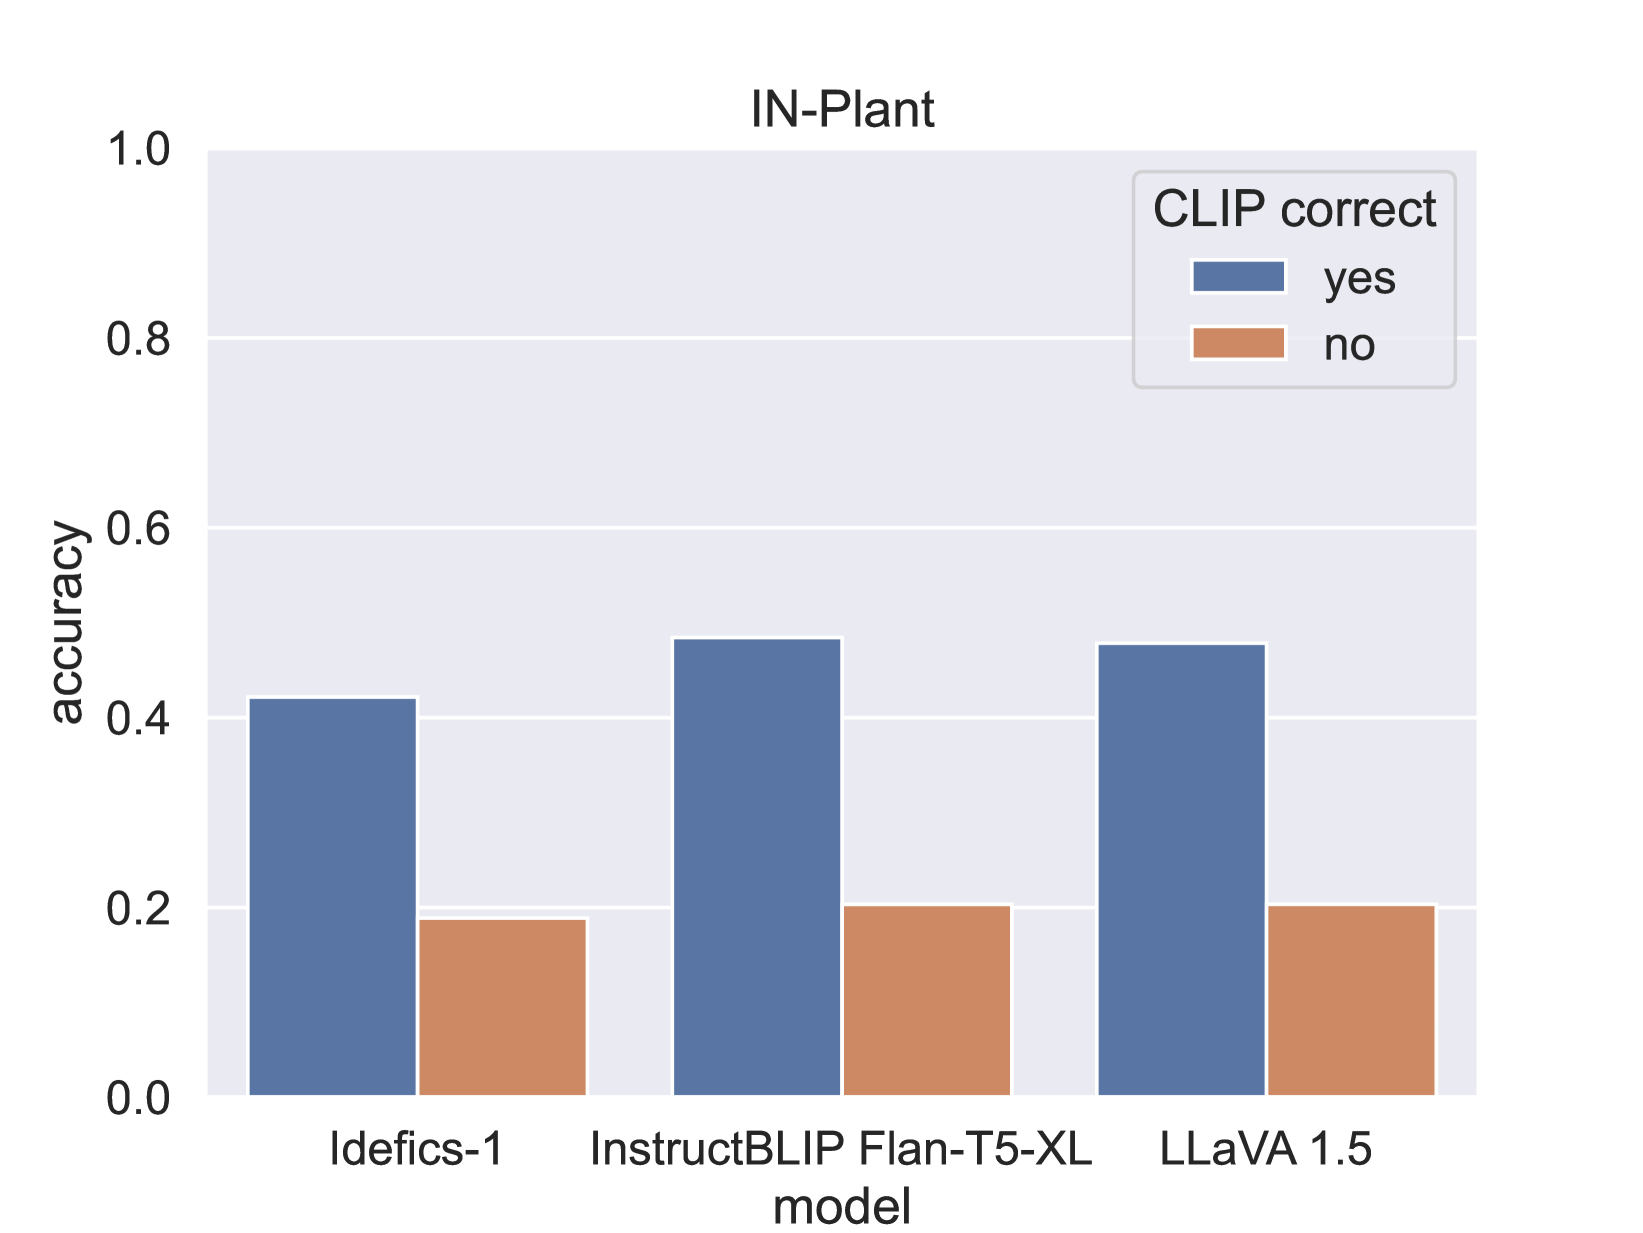 IN-Plant
1.0
0.8
0.6
0.4
0.2
0.0
accuracy
CLIP correct
yes
no
Idefics-1
InstructBLIP Flan-T5-XL
LLaVA 1.5
model